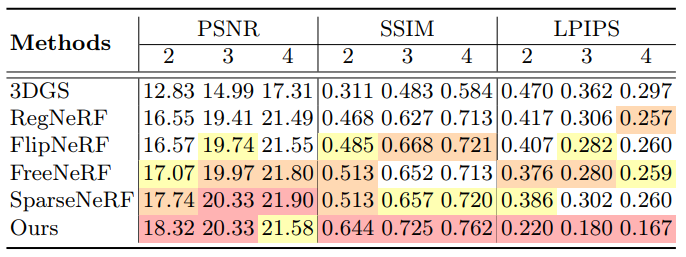 Methods PSNR SSIM LPIPS
2 3 4 2 3 4 2 3 4
3DGS 12.83 14.99 17.31 0.311 0.483 0.584 0.470 0.362 0.297
RegNeRF 16.55 19.41 21.49 0.468 0.627 0.713 0.417 0.306 0.257
FlipNeRF 16.57 19.74 21.55 0.485 0.668 0.721 0.407 0.282 0.260
FreeNeRF 17.07 19.97 21.80 0.513 0.652 0.713 0.376 0.280 0.259
SparseNeRF 17.74 20.33 21.90 0.513 0.657 0.720 0.386 0.302 0.260
Ours 18.32 20.33 21.58 0.644 0.725 0.762 0.220 0.180 0.167